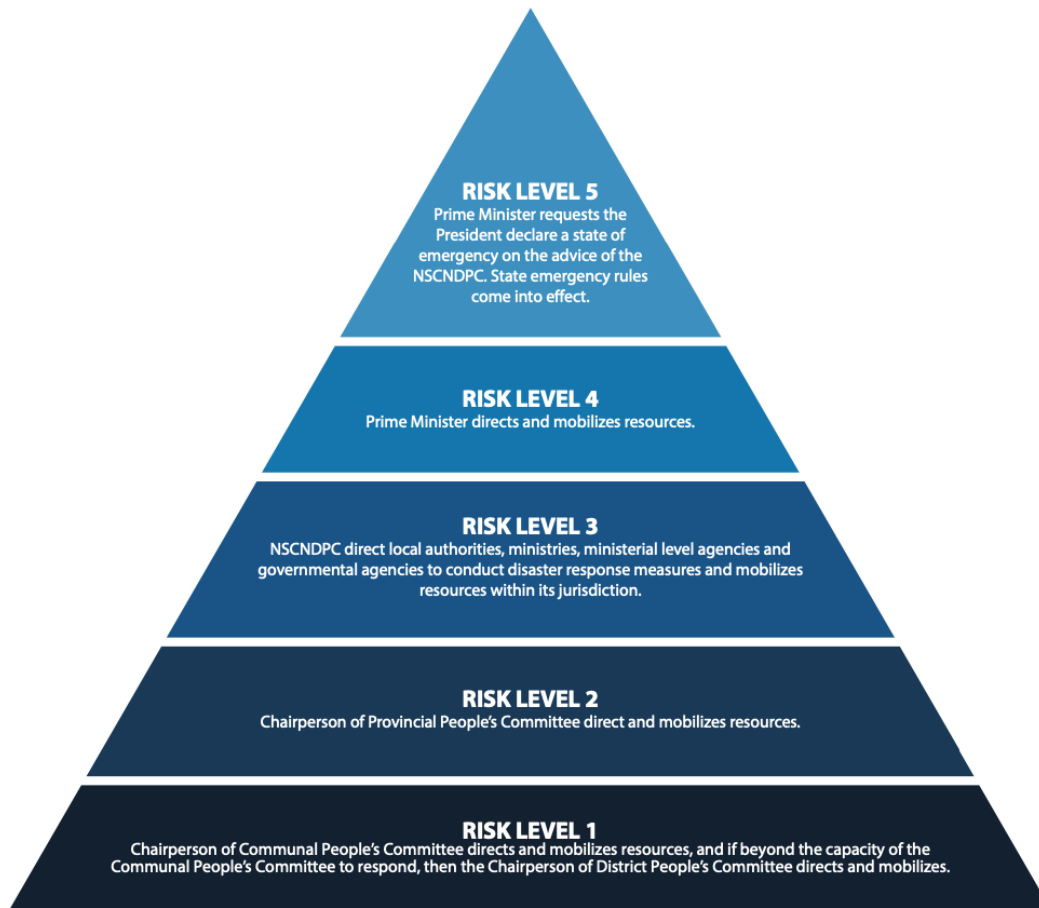 RISK LEVEL 5
Prime Minister requests the
President declare a state of
emergency on the advice of the
NSCNDPC. State emergency rules
come into effect.
RISK LEVEL 4
Prime Minister directs and mobilizes resources.
RISK LEVEL 3
NSCNDPC direct local authorities, ministries, ministerial level agencies and
governmental agencies to conduct disaster response measures and mobilizes
resources within its jurisdiction.
RISK LEVEL 2
Chairperson of Provincial People’s Committee direct and mobilizes resources.
RISK LEVEL 1
Chairperson of Communal People’s Committee directs and mobilizes resources, and if beyond the capacity of the
Communal People’s Committee to respond, then the Chairperson of District People’s Committee directs and mobilizes.